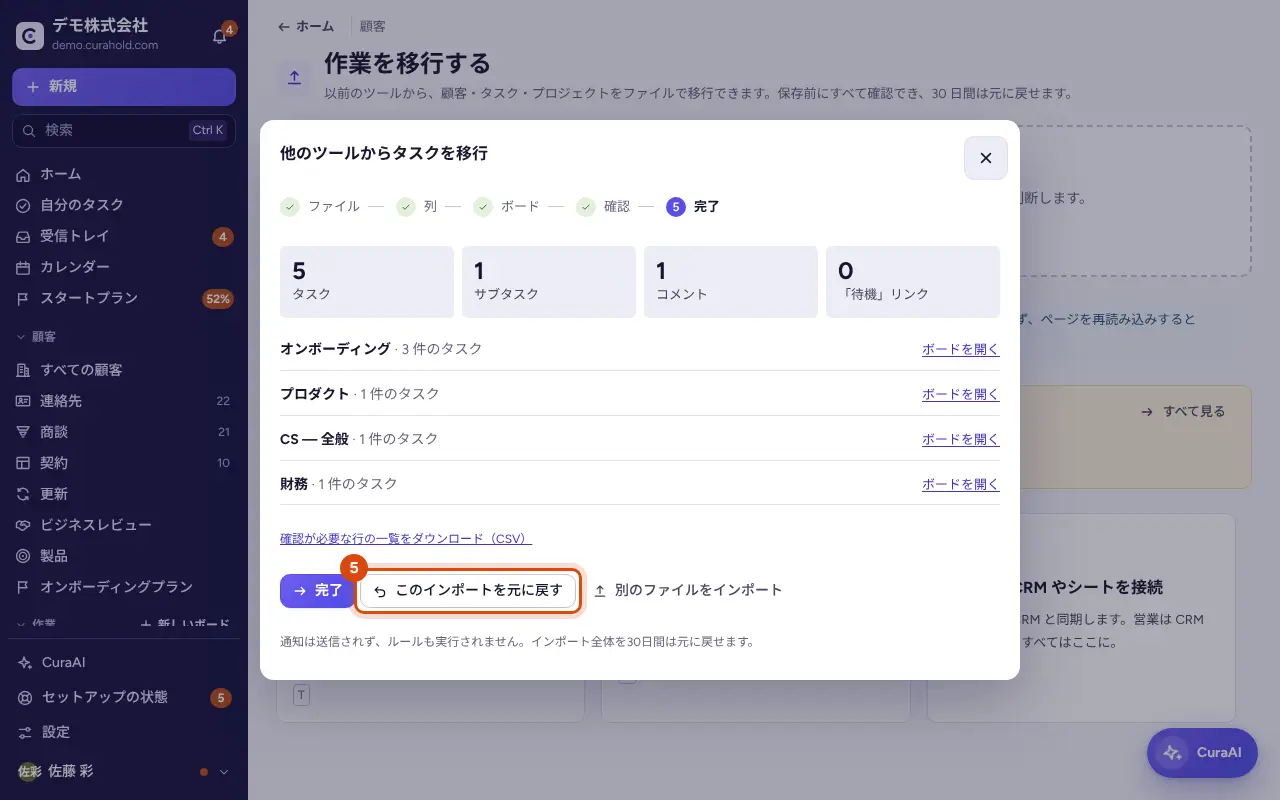 デモ株式会社
demo.curahold.com
4
新規
検索
Ctrl K
ホーム
自分のタスク
受信トレイ
4
カレンダー
スタートプラン
52%
顧客
すべての顧客
連絡先
22
商談
21
契約
10
更新
ビジネスレビュー
製品
オンボーディングプラン
作業
新しいボード
CuraAI
セットアップの状態
5
設定
佐彩
佐藤 彩
ホーム
顧客
作業を移行する
以前のツールから、顧客・タスク・プロジェクトをファイルで移行できます。保存前にすべて確認でき、30 日間は元に戻せます。
他のツールからタスクを移行
ファイル
列
ボード
確認
5
完了
5
タスク
1
サブタスク
1
コメント
0
「待機」リンク
オンボーディング · 3 件のタスク
ボードを開く
プロダクト · 1 件のタスク
ボードを開く
CS — 全般 · 1 件のタスク
ボードを開く
財務 · 1 件のタスク
ボードを開く
確認が必要な行の一覧をダウンロード（CSV）
完了
5
このインポートを元に戻す
別のファイルをインポート
通知は送信されず、ルールも実行されません。インポート全体を30日間は元に戻せます。
断します。
ず、ページを再読み込みすると
すべて見る
CRM やシートを接続
RM と同期します。営業は CRM
すべてはここに。
T
CuraAI